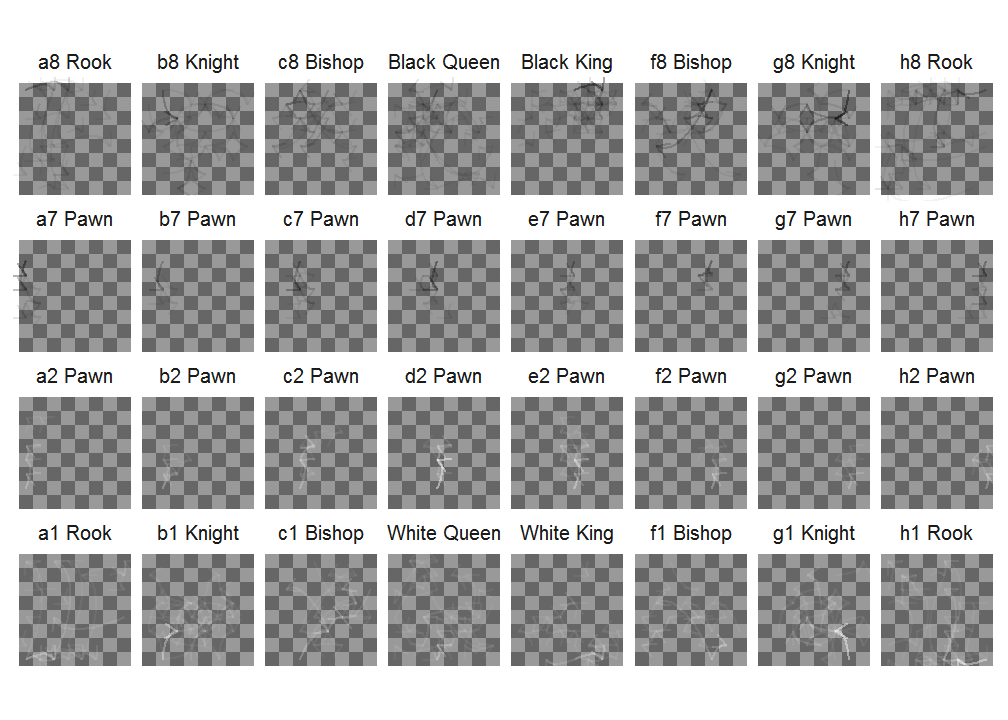 a8 Rook b8 Knight c8 Bishop Black Queen Black King f8 Bishop g8 Knight h8 Rook
a7 Pawn b7 Pawn c7 Pawn d7 Pawn e7 Pawn f7 Pawn g7 Pawn h7 Pawn
a2 Pawn b2 Pawn c2 Pawn d2 Pawn e2 Pawn f2 Pawn g2 Pawn h2 Pawn
a1 Rook b1 Knight c1 Bishop White Queen White King f1 Bishop g1 Knight h1 Rook